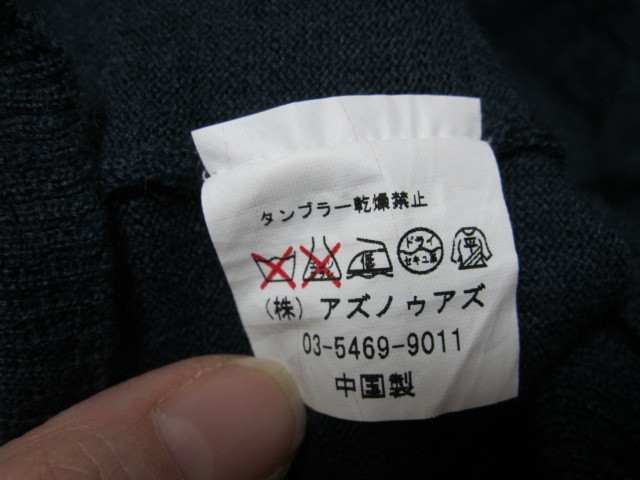 タンブラー乾燥禁止
低 ドライ セキユ系 平
(株) アズノゥアズ
03-5469-9011
中国製